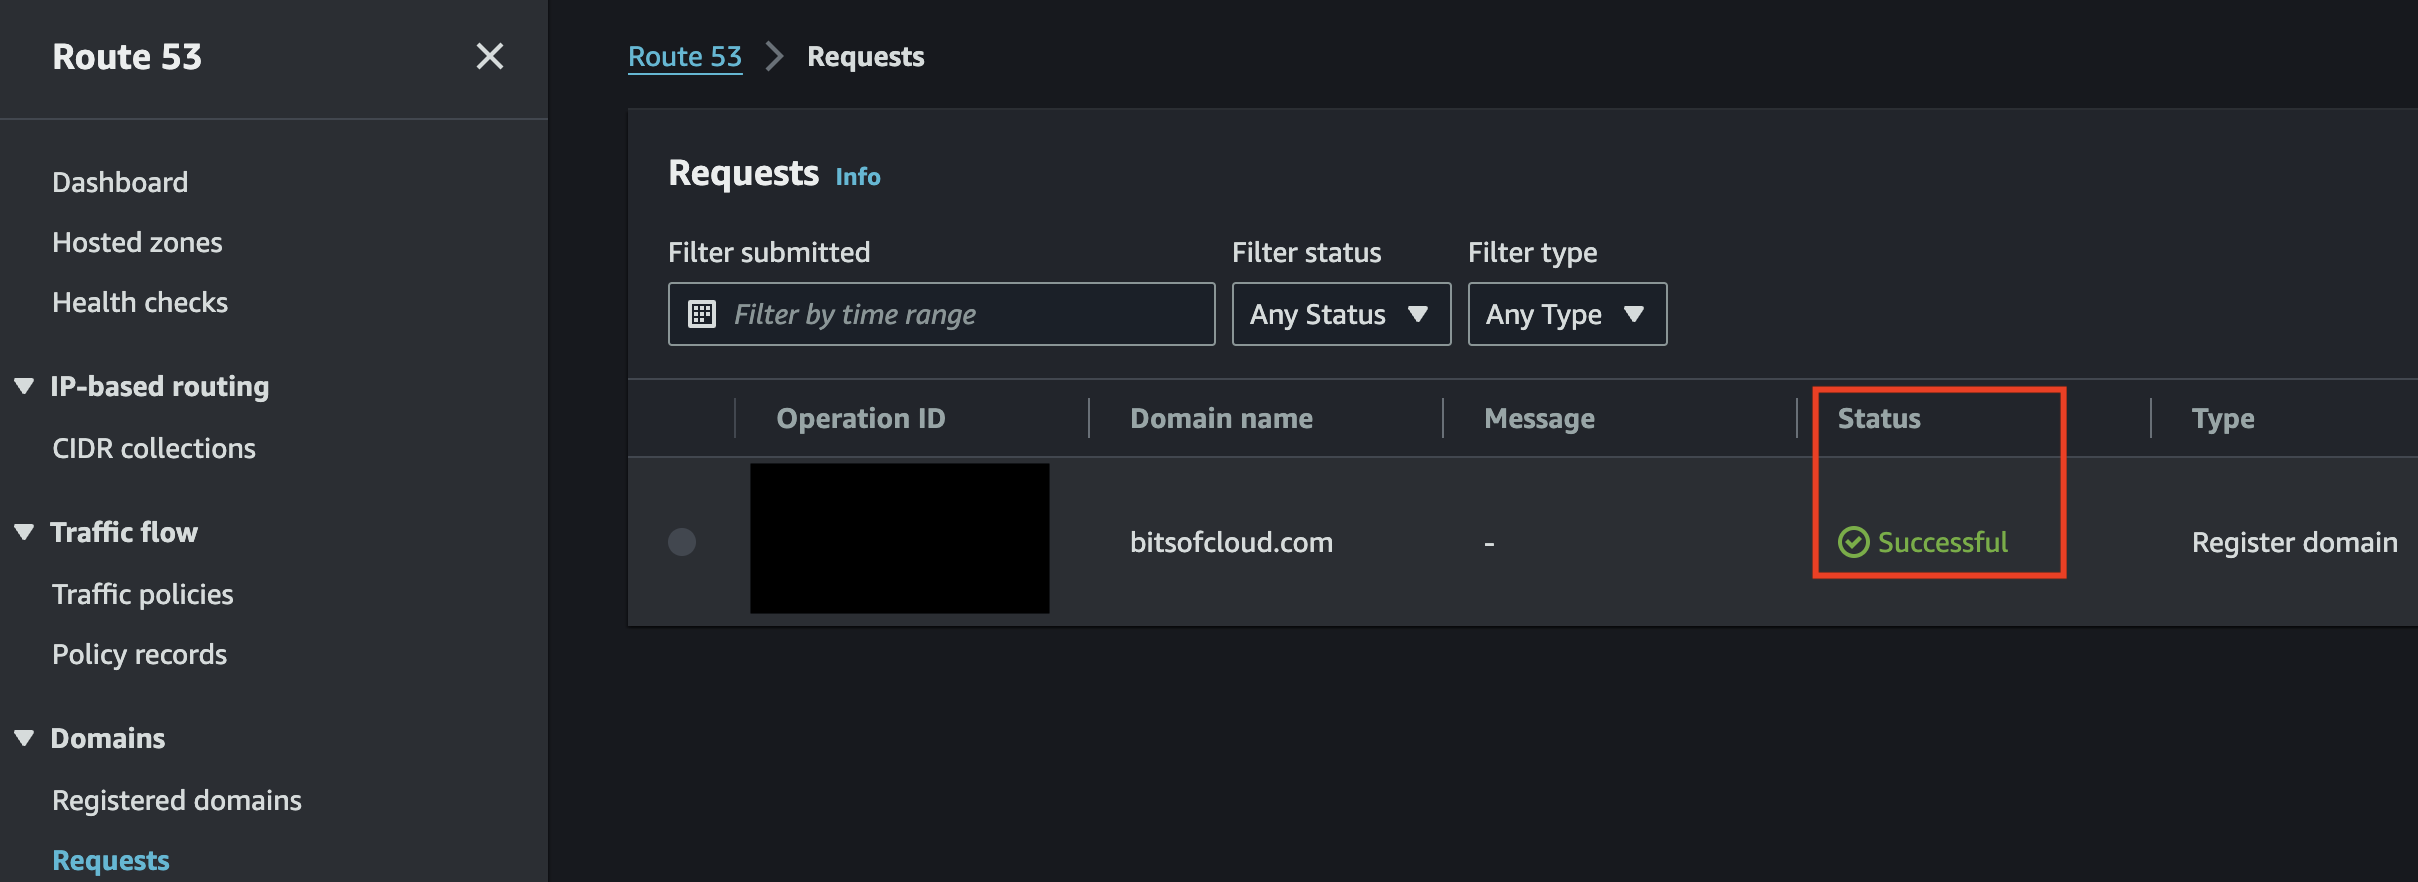 Route 53
Dashboard
Hosted zones
Health checks
IP-based routing
CIDR collections
Traffic flow
Traffic policies
Policy records
Domains
Registered domains
Requests
Route 53 Requests
Requests Info
Filter submitted Filter status Filter type
Filter by time range Any Status Any Type
Operation ID Domain name Message Status Type
bitsofcloud.com - Successful Register domain